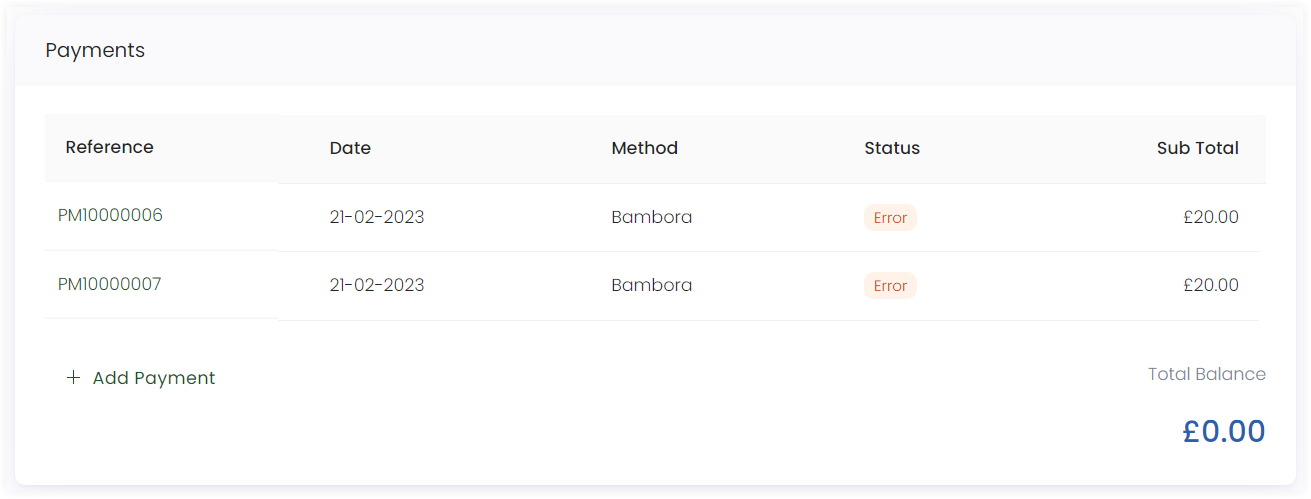 Payments
Reference Date Method Status Sub Total
PM10000006 21-02-2023 Bambora Error £20.00
PM10000007 21-02-2023 Bambora Error £20.00
+ Add Payment Total Balance
£0.00